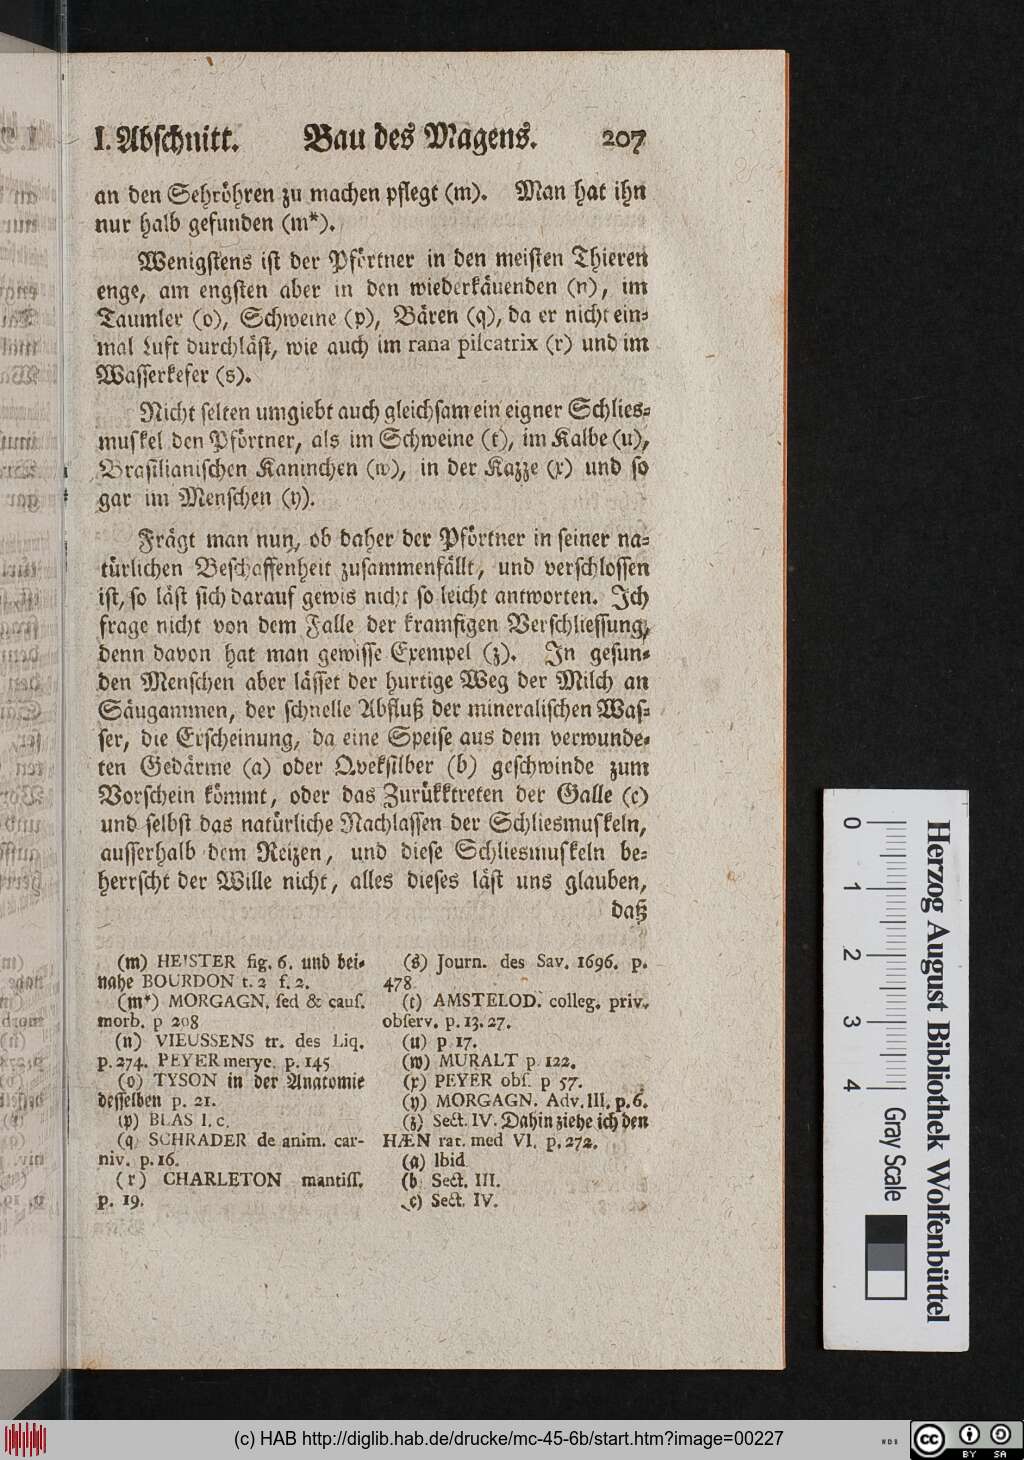 I. Abschnitt. Bau des Magens. 207
an den Sehröhren zu machen pflegt (m). Man hat ihn
nur halb gefunden (m*).
Wenigstens ist der Pförtner in den meisten Thieren
enge, am engsten aber in den wiederkäuenden (n), im
Taumler (o), Schweine (p), Bären (q), da er nicht ein-
mal Luft durchläst, wie auch im rana piscatrix (r) und im
Wasserkefer (s).
Nicht selten umgiebt auch gleichsam ein eigner Schlies-
muskel den Pförtner, als im Schweine (t), im Kalbe (u),
Brasilianischen Kaninchen (w), in der Kazze (x) und so
gar im Menschen (y).
Frägt man nun, ob daher der Pförtner in seiner na-
türlichen Beschaffenheit zusammenfällt, und verschlossen
ist, so läst sich darauf gewis nicht so leicht antworten. Ich
frage nicht von dem Falle der kramfigen Verschliessung,
denn davon hat man gewisse Exempel (z). In gesun-
den Menschen aber lässet der hurtige Weg der Milch an
Säugammen, der schnelle Abfluß der mineralischen Was-
ser, die Erscheinung, da eine Speise aus dem verwunde-
ten Gedärme (a) oder Qveksilber (b) geschwinde zum
Vorschein kömmt, oder das Zurükktreten der Galle (c)
und selbst das natürliche Nachlassen der Schliesmuskeln,
ausserhalb dem Reizen, und diese Schliesmuskeln be-
herrscht der Wille nicht, alles dieses läst uns glauben,
daß
(m) HEISTER fig. 6. und bei-
nahe BOURDON t. 2 f. 2.
(m*) MORGAGN. sed & caus.
morb. p 208
(n) VIEUSSENS tr. des Liq.
p. 274. PEYER meryc. p. 145
(o) TYSON in der Anatomie
desselben p. 21.
(p) BLAS l. c.
(q) SCHRADER de anim. car-
niv. p. 16.
(r) CHARLETON mantiss.
p. 19.
(s) Journ. des Sav. 1696. p.
478
(t) AMSTELOD. colleg. priv.
observ. p. 13. 27.
(u) p. 17.
(w) MURALT p. 122.
(x) PEYER obs. p 57.
(y) MORGAGN. Adv. III. p. 6.
(z) Sect. IV. Dahin ziehe ich den
HÆN rat. med VI. p. 272.
(a) Ibid
(b) Sect. III.
(c) Sect. IV.
0 1 2 3 4
Herzog August Bibliothek Wolfenbüttel
Gray Scale
(c) HAB http://diglib.hab.de/drucke/mc-45-6b/start.htm?image=00227
cc BY SA